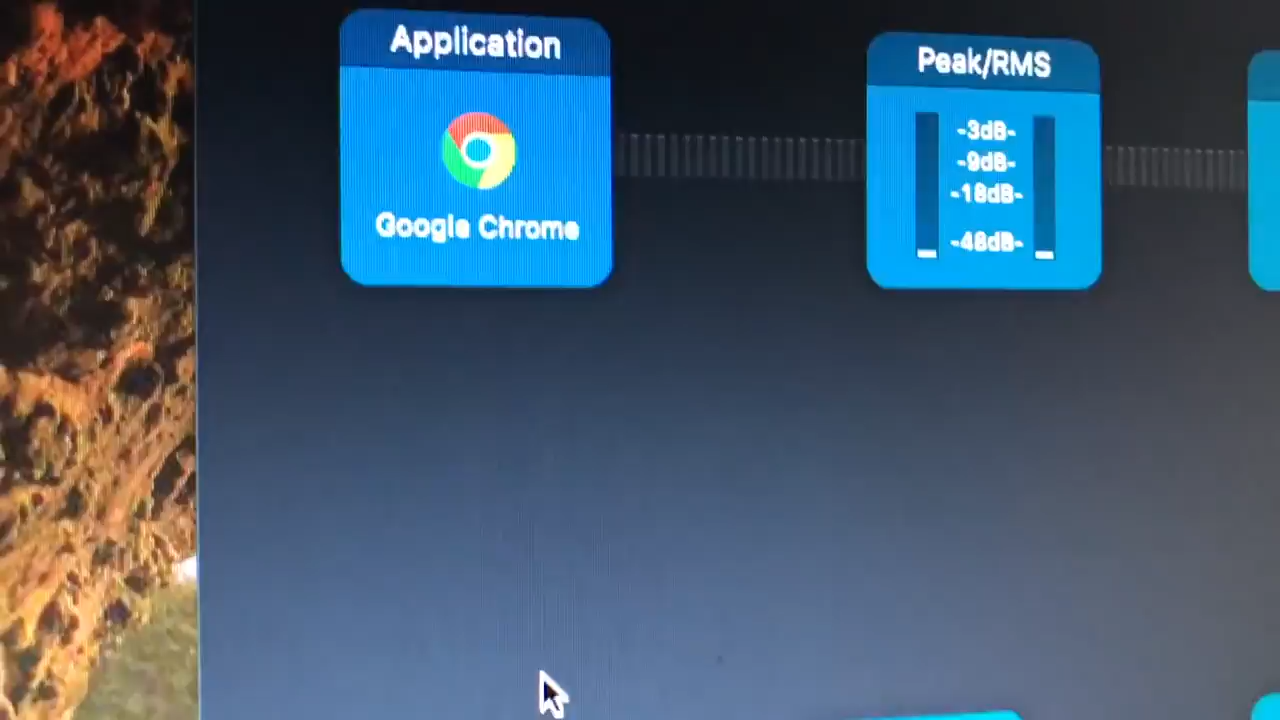 Application
Google Chrome
Peak/RMS
-3dB-
-9dB-
-18dB-
-48dB-